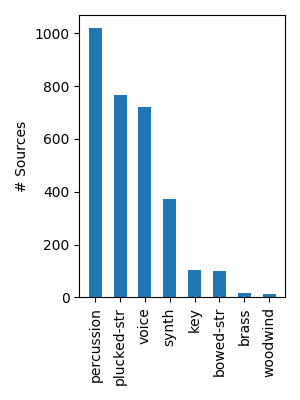 1000
800
600
400
200
0
# Sources
percussion
plucked-str
voice
synth
key
bowed-str
brass
woodwind